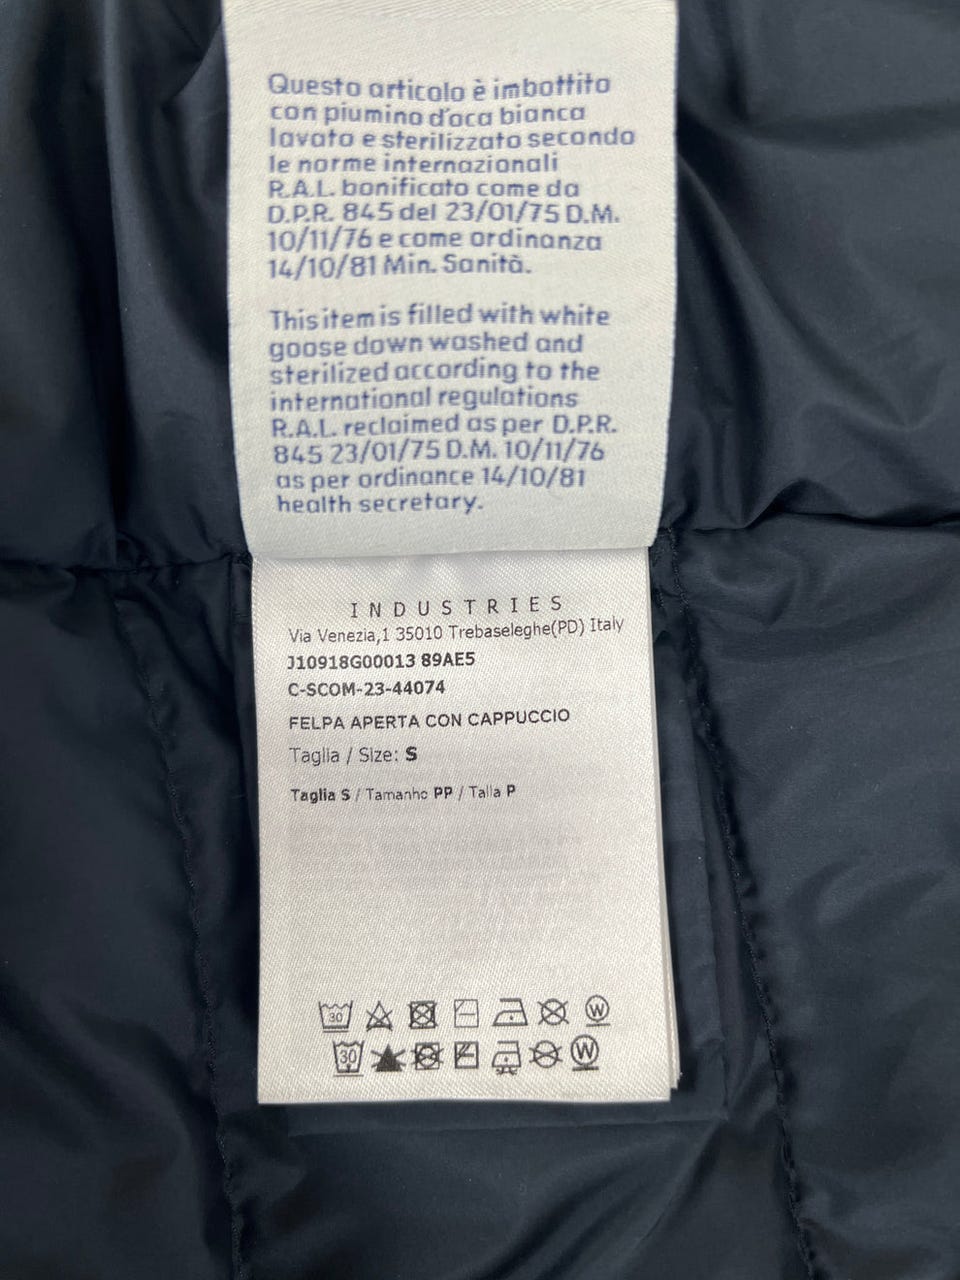 Questo articolo è imbottito
con piumino d'oca bianca
lavato e sterilizzato secondo
le norme internazionali
R.A.L. bonificato come da
D.P.R. 845 del 23/01/75 D.M.
10/11/76 e come ordinanza
14/10/81 Min. Sanità.
This item is filled with white
goose down washed and
sterilized according to the
international regulations
R.A.L. reclaimed as per D.P.R.
845 23/01/75 D.M. 10/11/76
as per ordinance 14/10/81
health secretary.
INDUSTRIES
Via Venezia,1 35010 Trebaseleghe(PD) Italy
J10918G00013 89AE5
C-SCOM-23-44074
FELPA APERTA CON CAPPUCCIO
Taglia / Size: S
Taglia S / Tamanho PP / Talla P
30 W
30 W